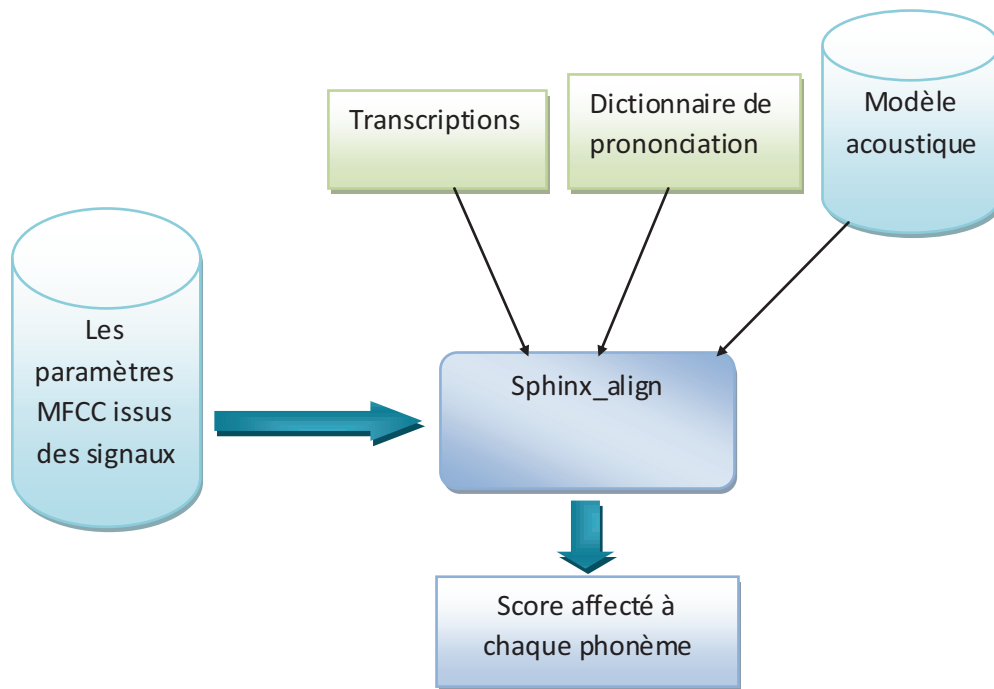 Transcriptions
Dictionnaire de
prononciation
Modèle
acoustique
Les
paramètres
MFCC issus
des signaux
Sphinx_align
Score affecté à
chaque phonème